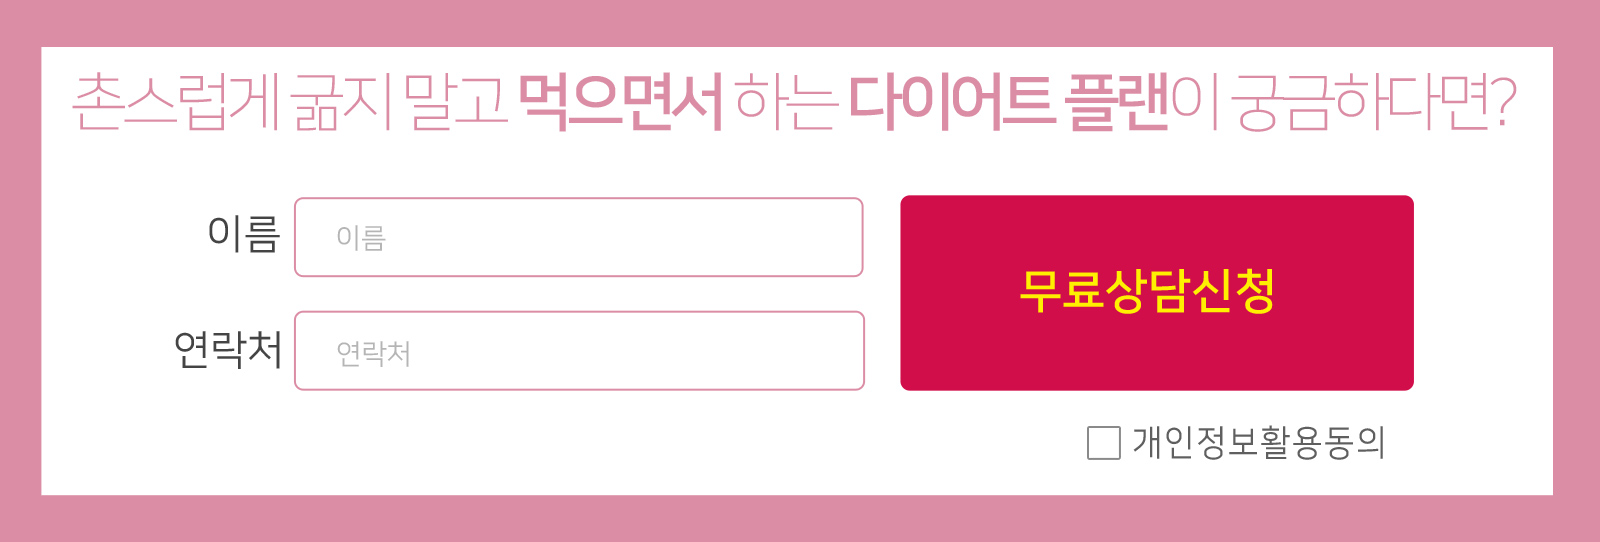 촌스럽게 굶지 말고 먹으면서 하는 다이어트 플랜이 궁금하다면?
이름
이름
연락처
연락처
무료상담신청
개인정보활용동의